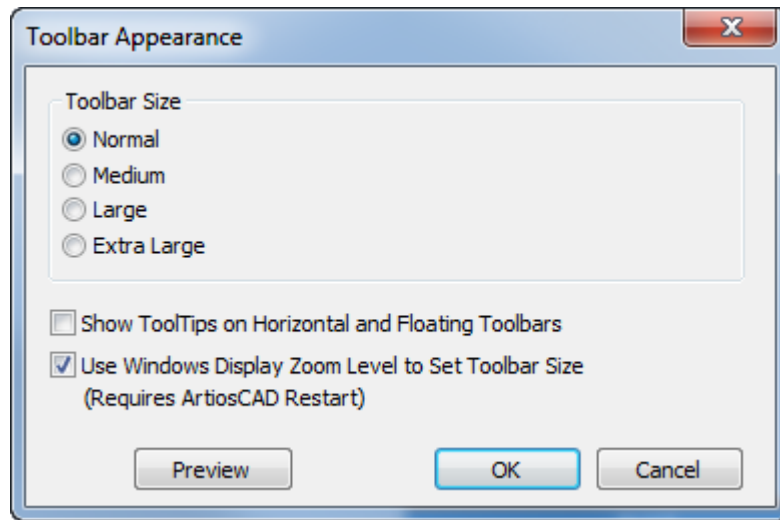 Toolbar Appearance
Toolbar Size
Normal
Medium
Large
Extra Large
Show ToolTips on Horizontal and Floating Toolbars
Use Windows Display Zoom Level to Set Toolbar Size
(Requires ArtiosCAD Restart)
Preview OK Cancel